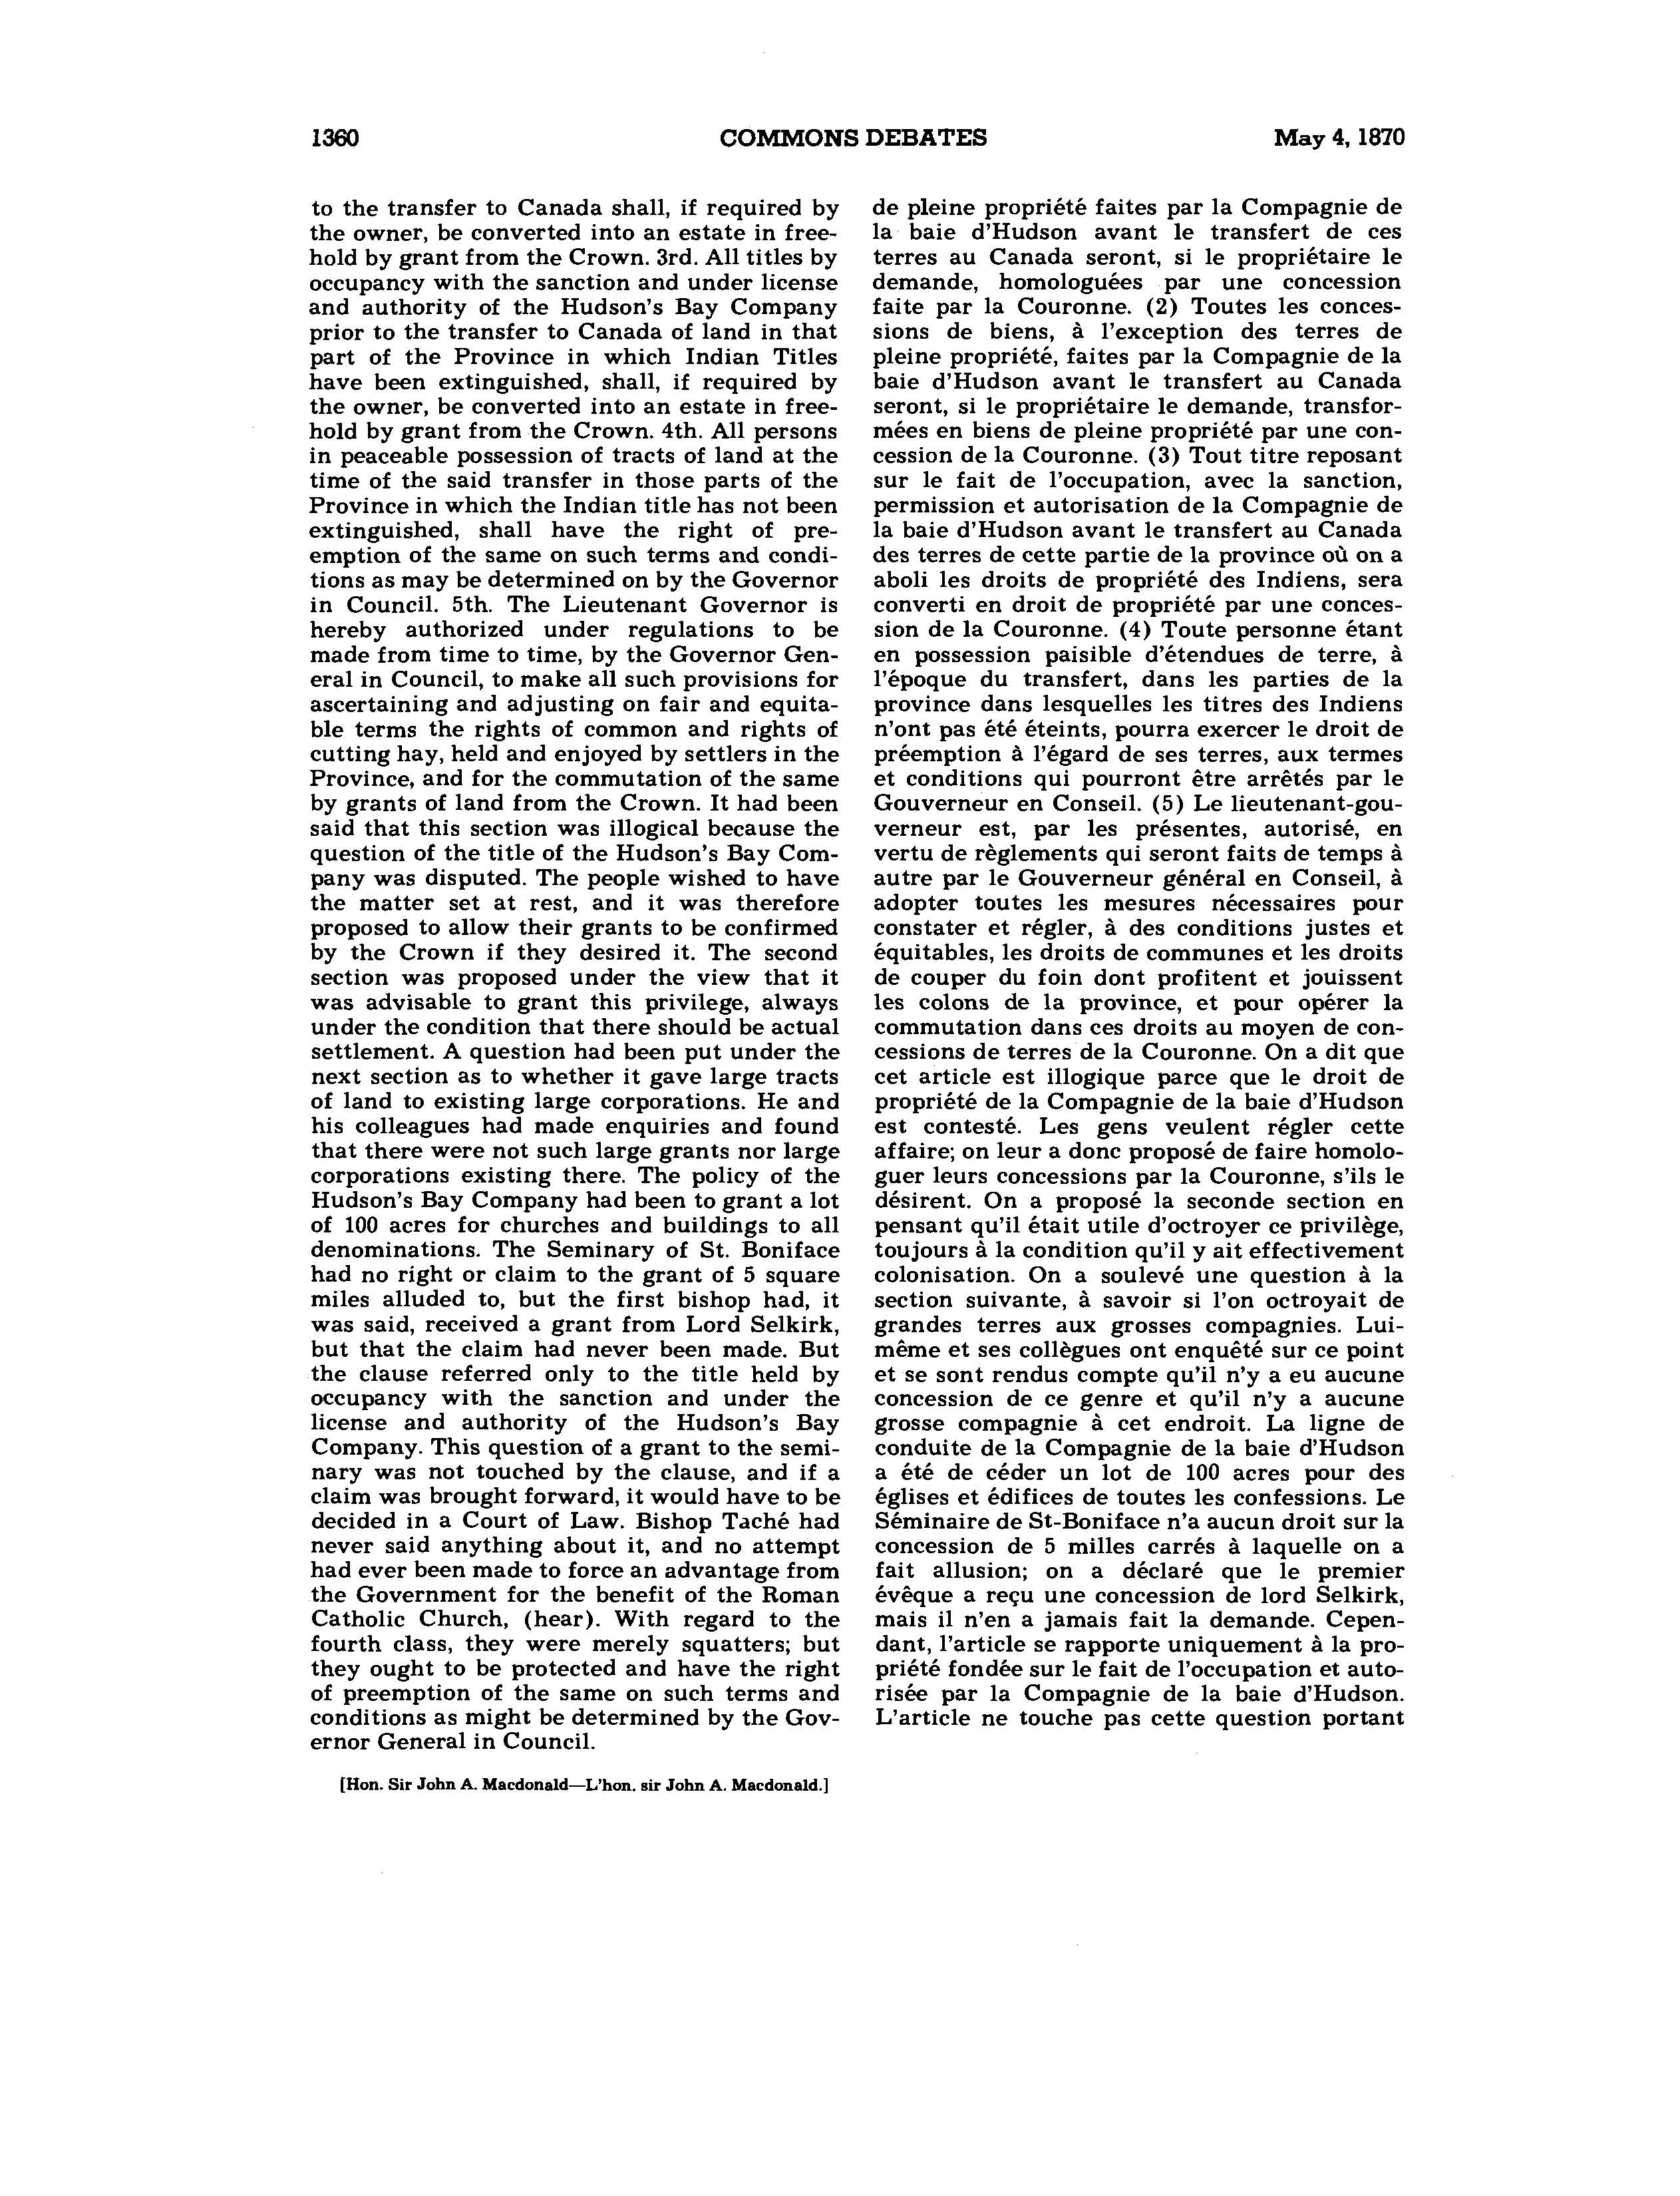 1360 COMMONS DEBATES May 4, 1870
to the transfer to Canada shall, if required by
the owner, be converted into an estate in free-
hold by grant from the Crown. 3rd. All titles by
occupancy with the sanction and under license
and authority of the Hudson's Bay Company
prior to the transfer to Canada of land in that
part of the Province in which Indian Titles
have been extinguished, shall, if required by
the owner, be converted into an estate in free-
hold by grant from the Crown. 4th. All persons
in peaceable possession of tracts of land at the
time of the said transfer in those parts of the
Province in which the Indian title has not been
extinguished, shall have the right of pre-
emption of the same on such terms and condi-
tions as may be determined on by the Governor
in Council. 5th. The Lieutenant Governor is
hereby authorized under regulations to be
made from time to time, by the Governor Gen-
eral in Council, to make all such provisions for
ascertaining and adjusting on fair and equita-
ble terms the rights of common and rights of
cutting hay, held and enjoyed by settlers in the
Province, and for the commutation of the same
by grants of land from the Crown. It had been
said that this section was illogical because the
question of the title of the Hudson's Bay Com-
pany was disputed. The people wished to have
the matter set at rest, and it was therefore
proposed to allow their grants to be confirmed
by the Crown if they desired it. The second
section was proposed under the view that it
was advisable to grant this privilege, always
under the condition that there should be actual
settlement. A question had been put under the
next section as to whether it gave large tracts
of land to existing large corporations. He and
his colleagues had made enquiries and found
that there were not such large grants nor large
corporations existing there. The policy of the
Hudson's Bay Company had been to grant a lot
of 100 acres for churches and buildings to all
denominations. The Seminary of St. Boniface
had no right or claim to the grant of 5 square
miles alluded to, but the first bishop had, it
was said, received a grant from Lord Selkirk,
but that the claim had never been made. But
the clause referred only to the title held by
occupancy with the sanction and under the
license and authority of the Hudson's Bay
Company. This question of a grant to the semi-
nary was not touched by the clause, and if a
claim was brought forward, it would have to be
decided in a Court of Law. Bishop Taché had
never said anything about it, and no attempt
had ever been made to force an advantage from
the Government for the benefit of the Roman
Catholic Church, (hear). With regard to the
fourth class, they were merely squatters; but
they ought to be protected and have the right
of preemption of the same on such terms and
conditions as might be determined by the Gov-
ernor General in Council.
de pleine propriété faites par la Compagnie de
la baie d'Hudson avant le transfert de ces
terres au Canada seront, si le propriétaire le
demande, homologuées par une concession
faite par la Couronne. (2) Toutes les conces-
sions de biens, à l'exception des terres de
pleine propriété, faites par la Compagnie de la
baie d'Hudson avant le transfert au Canada
seront, si le propriétaire le demande, transfor-
mées en biens de pleine propriété par une con-
cession de la Couronne. (3) Tout titre reposant
sur le fait de l'occupation, avec la sanction,
permission et autorisation de la Compagnie de
la baie d'Hudson avant le transfert au Canada
des terres de cette partie de la province où on a
aboli les droits de propriété des Indiens, sera
converti en droit de propriété par une conces-
sion de la Couronne. (4) Toute personne étant
en possession paisible d'étendues de terre, à
l'époque du transfert, dans les parties de la
province dans lesquelles les titres des Indiens
n'ont pas été éteints, pourra exercer le droit de
préemption à l'égard de ses terres, aux termes
et conditions qui pourront être arrêtés par le
Gouverneur en Conseil. (5) Le lieutenant-gou-
verneur est, par les présentes, autorisé, en
vertu de règlements qui seront faits de temps à
autre par le Gouverneur général en Conseil, à
adopter toutes les mesures nécessaires pour
constater et régler, à des conditions justes et
équitables, les droits de communes et les droits
de couper du foin dont profitent et jouissent
les colons de la province, et pour opérer la
commutation dans ces droits au moyen de con-
cessions de terres de la Couronne. On a dit que
cet article est illogique parce que le droit de
propriété de la Compagnie de la baie d'Hudson
est contesté. Les gens veulent régler cette
affaire; on leur a donc proposé de faire homolo-
guer leurs concessions par la Couronne, s'ils le
désirent. On a proposé la seconde section en
pensant qu'il était utile d'octroyer ce privilège,
toujours à la condition qu'il y ait effectivement
colonisation. On a soulevé une question à la
section suivante, à savoir si l'on octroyait de
grandes terres aux grosses compagnies. Lui-
même et ses collègues ont enquêté sur ce point
et se sont rendus compte qu'il n'y a eu aucune
concession de ce genre et qu'il n'y a aucune
grosse compagnie à cet endroit. La ligne de
conduite de la Compagnie de la baie d'Hudson
a été de céder un lot de 100 acres pour des
églises et édifices de toutes les confessions. Le
Séminaire de St-Boniface n'a aucun droit sur la
concession de 5 milles carrés à laquelle on a
fait allusion; on a déclaré que le premier
évêque a reçu une concession de lord Selkirk,
mais il n'en a jamais fait la demande. Cepen-
dant, l'article se rapporte uniquement à la pro-
priété fondée sur le fait de l'occupation et auto-
risée par la Compagnie de la baie d'Hudson.
L'article ne touche pas cette question portant
[Hon. Sir John A. Macdonald—L'hon. sir John A. Macdonald.]